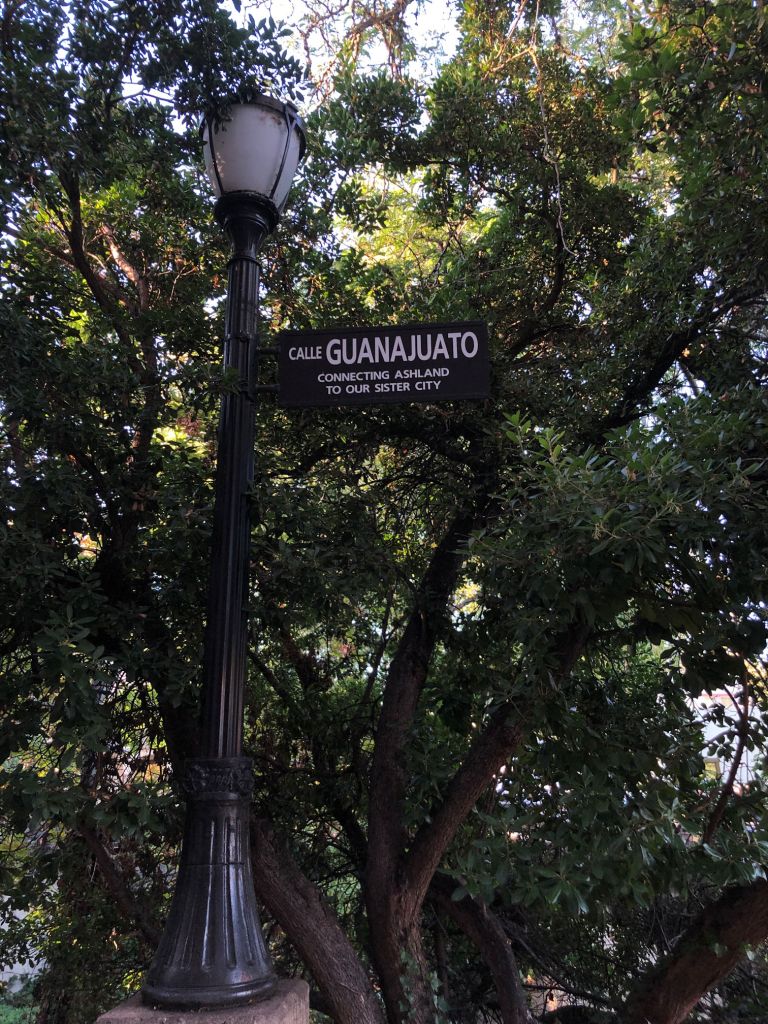 CALLE GUANAJUATO
CONNECTING ASHLAND
TO OUR SISTER CITY